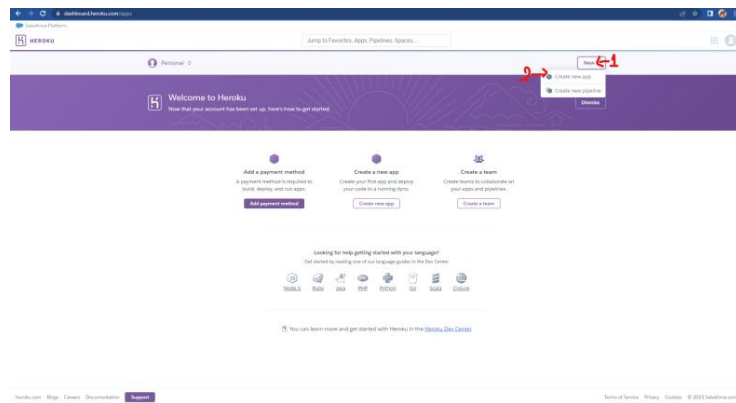 dashboard.heroku.com/apps
Salesforce Platform
HEROKU
Jump to Favorites, Apps, Pipelines, Spaces...
Personal
New
1
2
Create new app
Create new pipeline
Welcome to Heroku
Now that your account has been set up, here's how to get started.
Dismiss
Add a payment method
A payment method is required to
build, deploy, and run apps.
Add payment method
Create a new app
Create your first app and deploy
your code to a running dyno.
Create new app
Create a team
Create teams to collaborate on
your apps and pipelines.
Create a team
Looking for help getting started with your language?
Get started by reading one of our language guides in the Dev Center
Node.js Ruby Java PHP Python Go Scala Clojure
You can learn more and get started with Heroku in the Heroku Dev Center
heroku.com Blogs Careers Documentation Support
Terms of Service Privacy Cookies © 2023 Salesforce.com